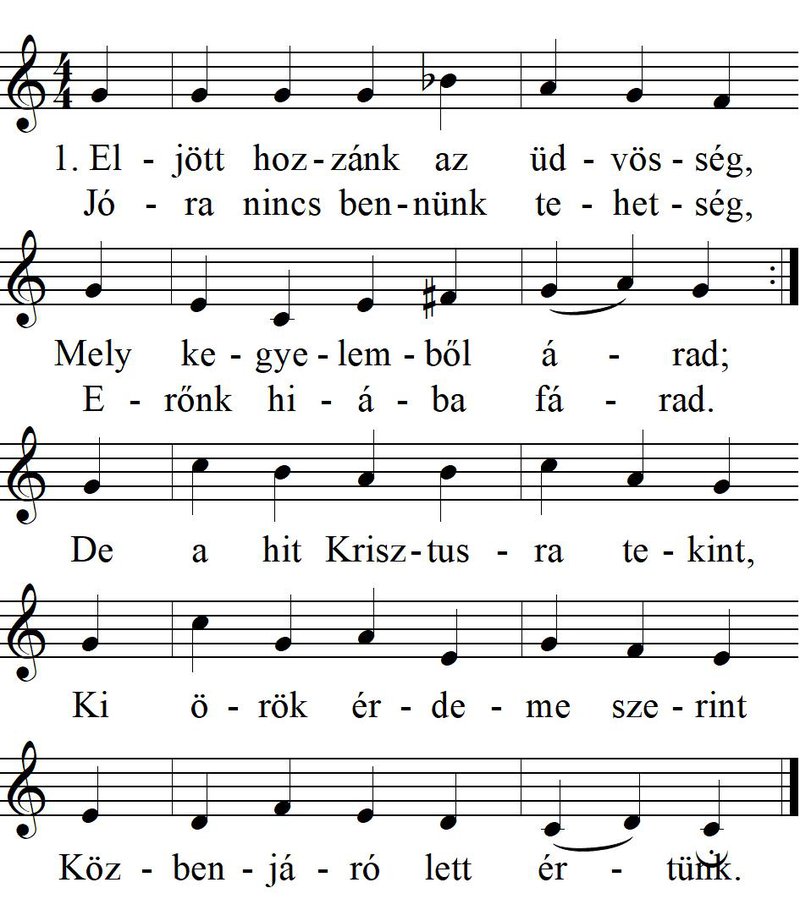 4
4
1. El - jött hoz - zánk az üd - vös - ség,
Jó - ra nincs ben - nünk te - het - ség,
Mely ke - gye - lem - ből á - rad;
E - rőnk hi - á - ba fá - rad.
De a hit Krisz - tus - ra te - kint,
Ki ö - rök ér - de - me sze - rint
Köz - ben - já - ró lett ér - tünk.